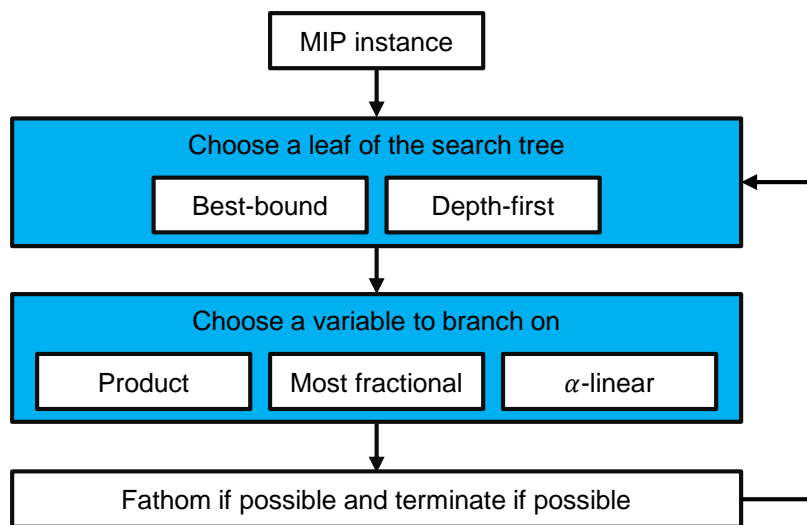 MIP instance
Choose a leaf of the search tree
Best-bound
Depth-first
Choose a variable to branch on
Product
Most fractional
α-linear
Fathom if possible and terminate if possible